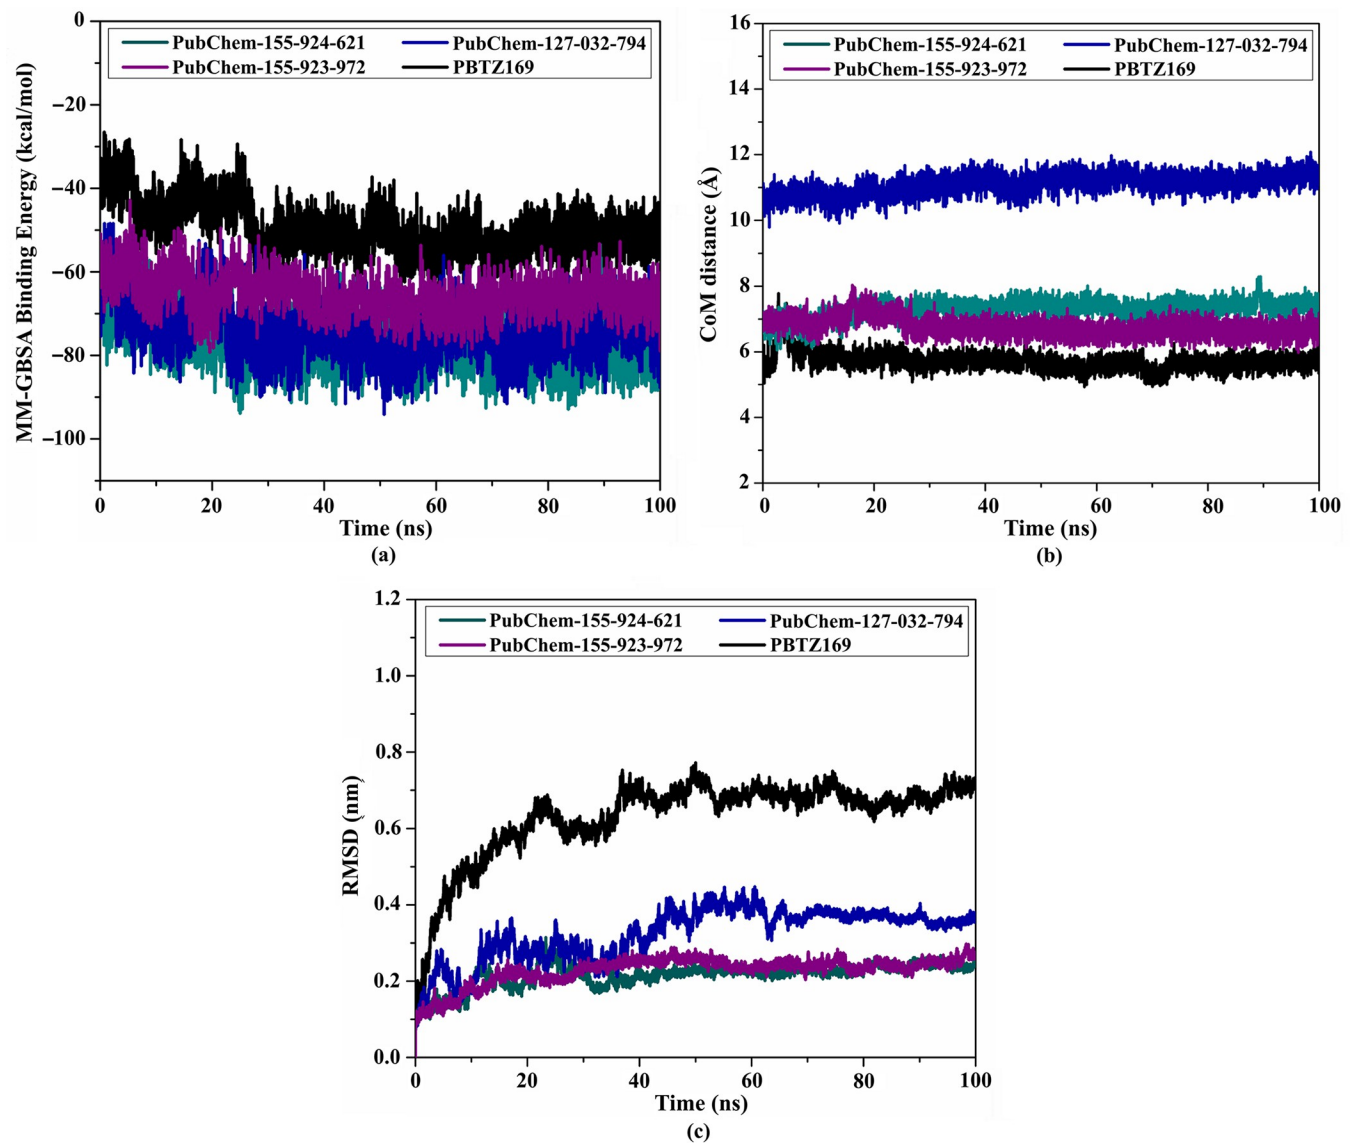 MM-GBSA Binding Energy (kcal/mol)
0
−20
−40
−60
−80
−100
PubChem-155-924-621
PubChem-127-032-794
PubChem-155-923-972
PBTZ169
0 20 40 60 80 100
Time (ns)
(a)
CoM distance (Å)
16
14
12
10
8
6
4
2
PubChem-155-924-621
PubChem-127-032-794
PubChem-155-923-972
PBTZ169
0 20 40 60 80 100
Time (ns)
(b)
RMSD (nm)
1.2
1.0
0.8
0.6
0.4
0.2
0.0
PubChem-155-924-621
PubChem-127-032-794
PubChem-155-923-972
PBTZ169
0 20 40 60 80 100
Time (ns)
(c)